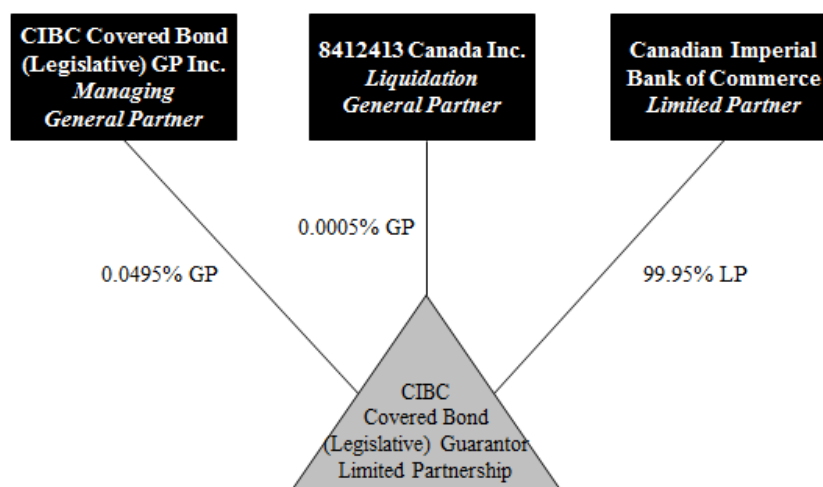 CIBC Covered Bond
(Legislative) GP Inc.
Managing
General Partner
8412413 Canada Inc.
Liquidation
General Partner
Canadian Imperial
Bank of Commerce
Limited Partner
0.0005% GP
0.0495% GP
99.95% LP
CIBC
Covered Bond
(Legislative) Guarantor
Limited Partnership